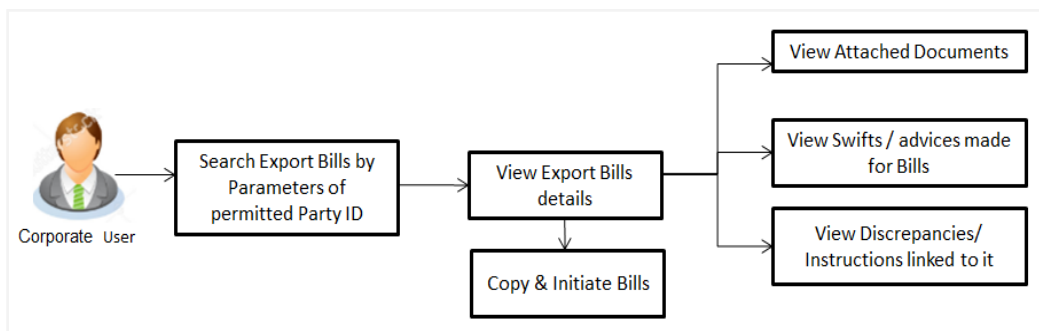 Corporate User
Search Export Bills by
Parameters of
permitted Party ID
View Export Bills
details
Copy & Initiate Bills
View Attached Documents
View Swifts / advices made
for Bills
View Discrepancies/
Instructions linked to it